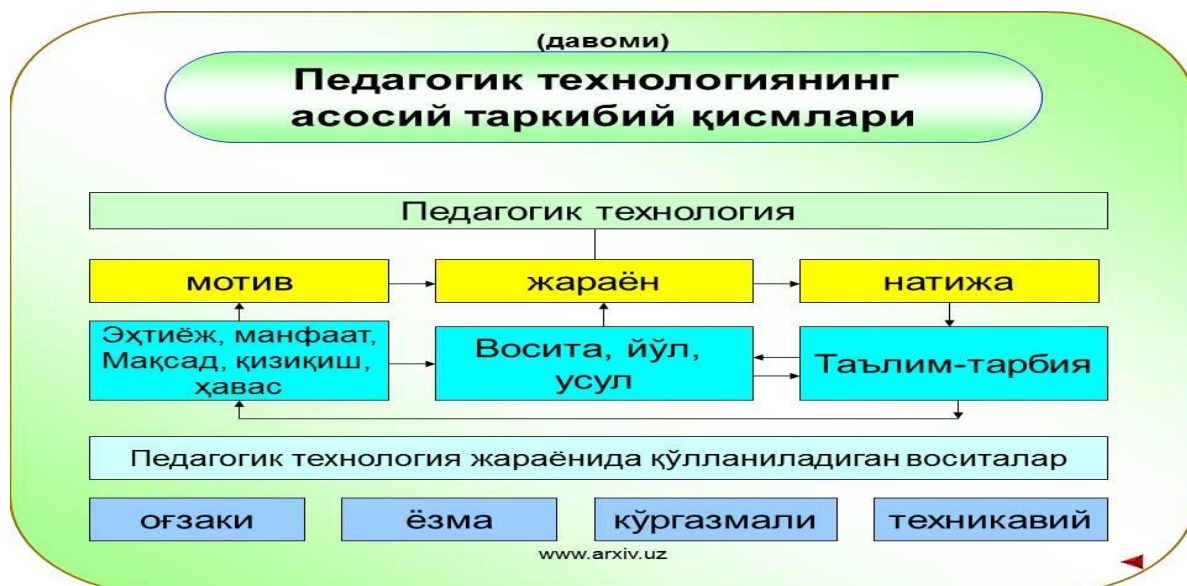 (давоми)
Педагогик технологиянинг
асосий таркибий қисмлари
Педагогик технология
мотив
жараён
натижа
Эҳтиёж, манфаат,
Мақсад, қизиқиш,
ҳавас
Восита, йўл,
усул
Таълим-тарбия
Педагогик технология жараёнида қўлланиладиган воситалар
оғзаки
ёзма
кўргазмали
техникавий
www.arxiv.uz